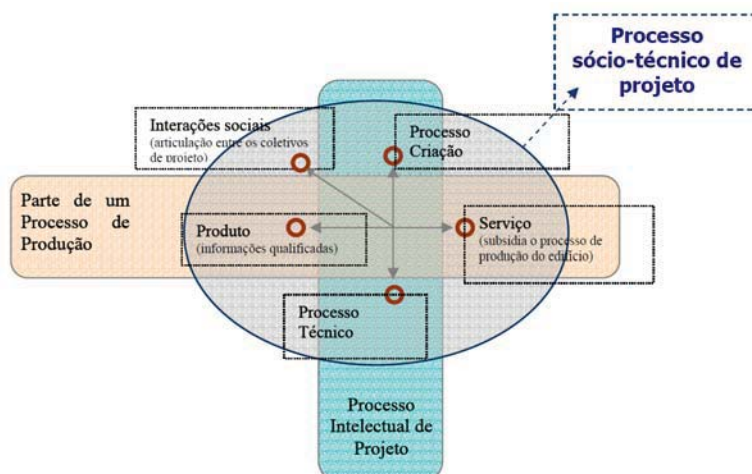 Processo
sócio-técnico de
projeto
Interações sociais
(articulação entre os coletivos
de projeto)
Processo
Criação
Parte de um
Processo de
Produção
Produto
(informações qualificadas)
Serviço
(subsidia o processo de
produção do edifício)
Processo
Técnico
Processo
Intelectual de
Projeto